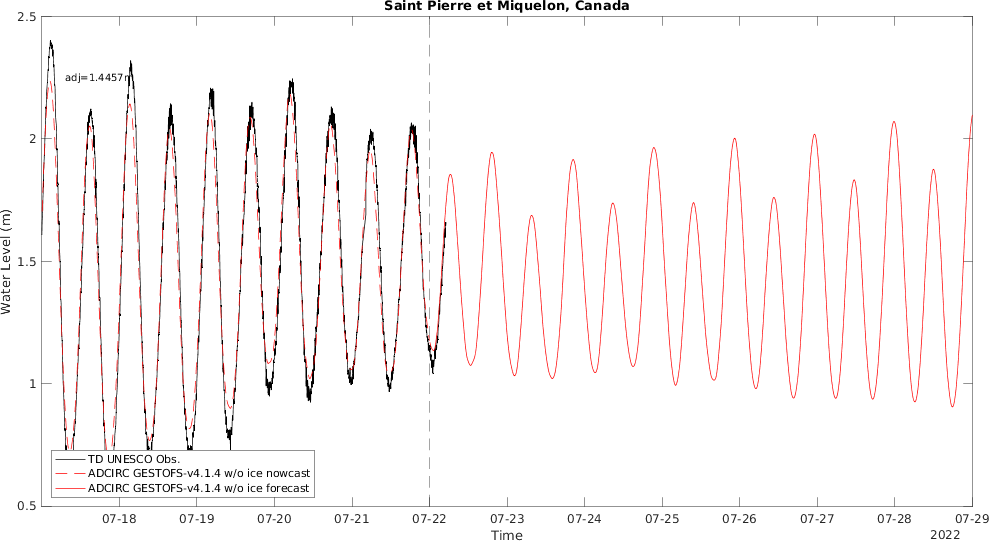 Saint Pierre et Miquelon, Canada
2.5
adj=1.4457m
2
1.5
Water Level (m)
1
TD UNESCO Obs.
ADCIRC GESTOFS-v4.1.4 w/o ice nowcast
ADCIRC GESTOFS-v4.1.4 w/o ice forecast
0.5
07-18 07-19 07-20 07-21 07-22 07-23 07-24 07-25 07-26 07-27 07-28 07-29
Time 2022